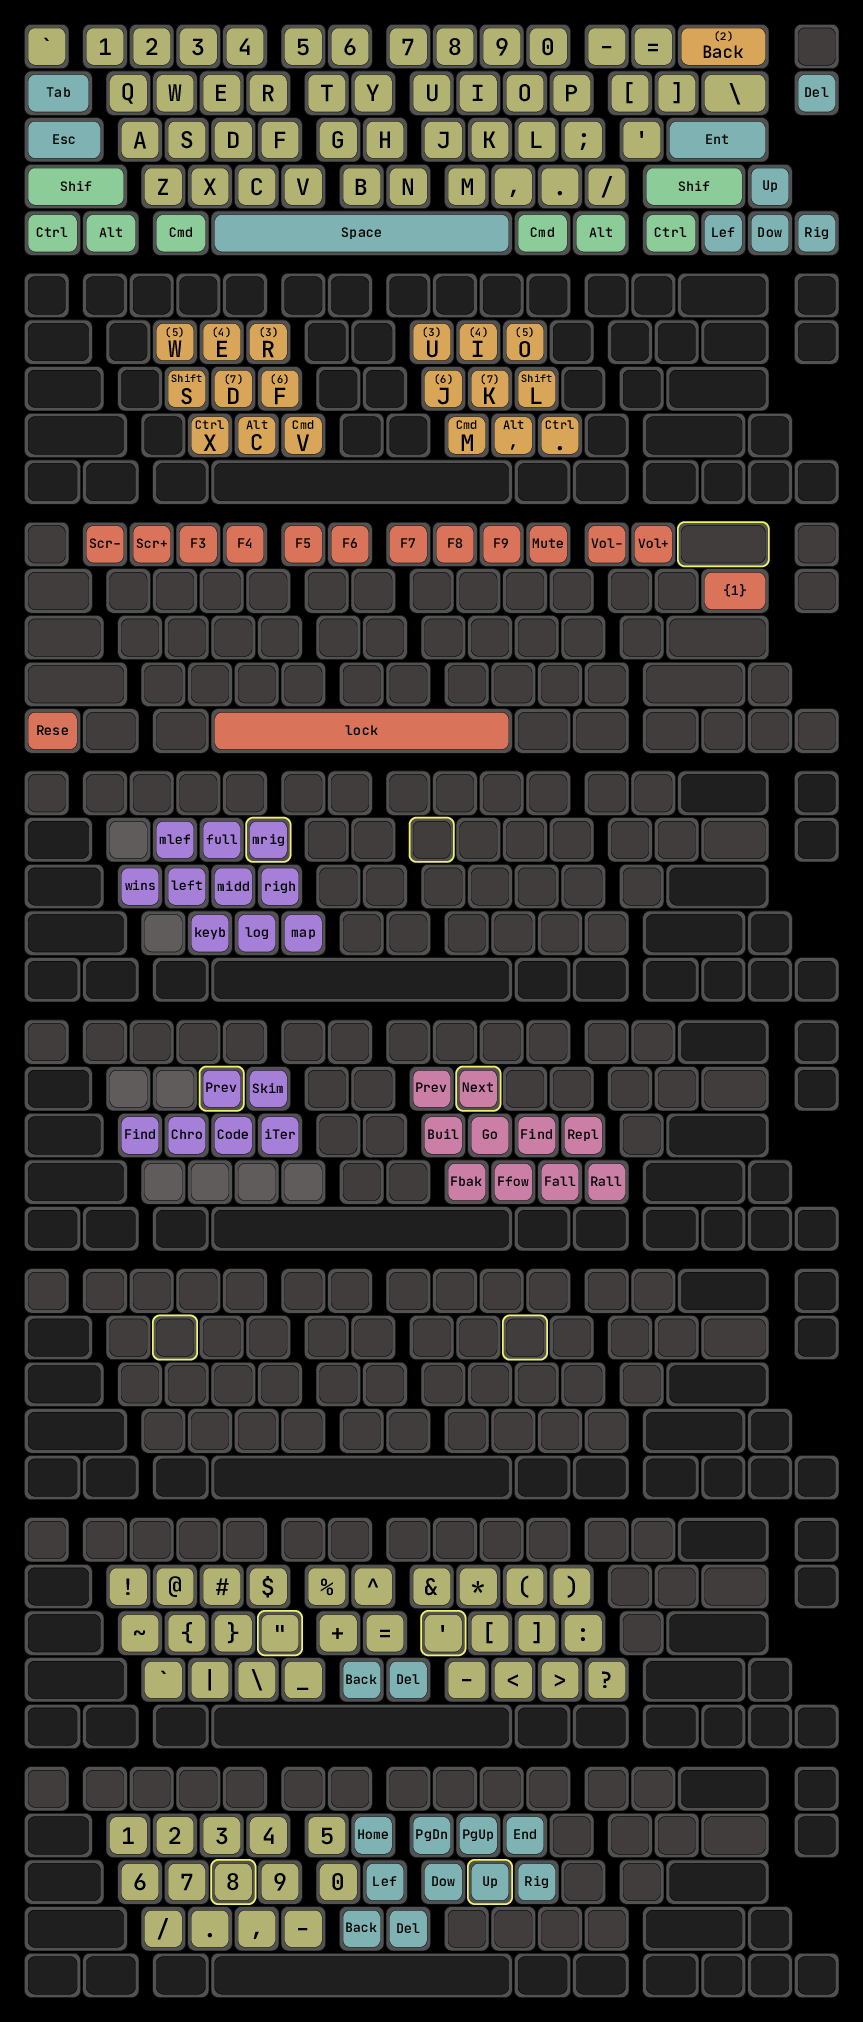 ` 1 2 3 4 5 6 7 8 9 0 - = (2) Back
Tab Q W E R T Y U I O P [ ] \ Del
Esc A S D F G H J K L ; ' Ent
Shif Z X C V B N M , . / Shif Up
Ctrl Alt Cmd Space Cmd Alt Ctrl Lef Dow Rig
(5) W (4) E (3) R (3) U (4) I (5) O
Shift S (7) D (6) F (6) J (7) K Shift L
Ctrl X Alt C Cmd V Cmd M Alt , Ctrl .
Scr- Scr+ F3 F4 F5 F6 F7 F8 F9 Mute Vol- Vol+
{1}
Rese lock
mlef full mrig
wins left midd righ
keyb log map
Prev Skim Prev Next
Find Chro Code iTer Buil Go Find Repl
Fbak Ffow Fall Rall
! @ # $ % ^ & * ( )
~ { } " + = ' [ ] :
` | \ _ Back Del - < > ?
1 2 3 4 5 Home PgDn PgUp End
6 7 8 9 0 Lef Dow Up Rig
/ . , - Back Del